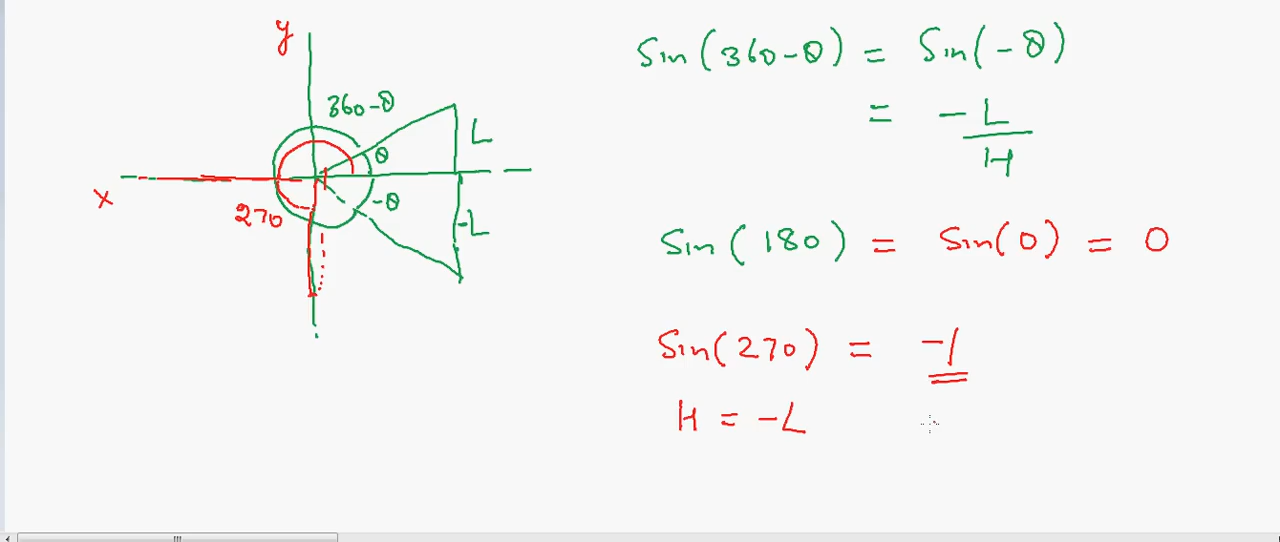 y
360-θ
L
θ
x
270
-θ
-L
Sin(360-θ) = Sin(-θ)
= -L/H
Sin(180) = Sin(0) = 0
Sin(270) = -1
H = -L